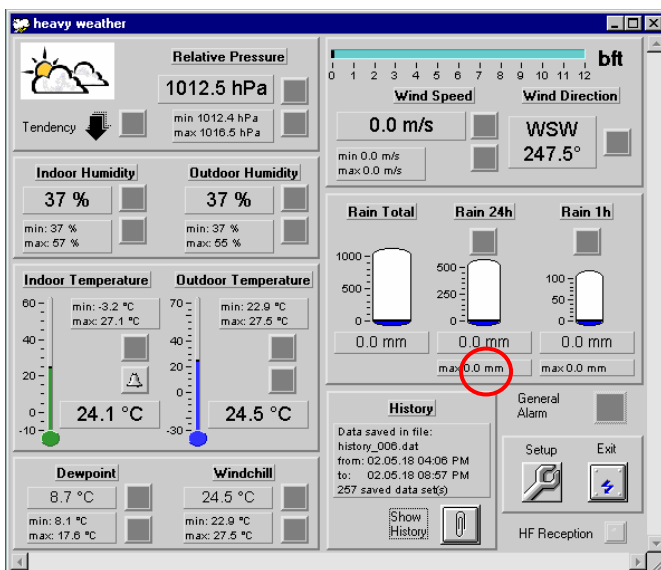 heavy weather
Relative Pressure
1012.5 hPa
min 1012.4 hPa
max 1016.5 hPa
Tendency
bft
0 1 2 3 4 5 6 7 8 9 10 11 12
Wind Speed
Wind Direction
0.0 m/s
min 0.0 m/s
max 0.0 m/s
WSW
247.5°
Indoor Humidity
Outdoor Humidity
37 %
37 %
min: 37 %
max: 57 %
min: 37 %
max: 55 %
Rain Total
Rain 24h
Rain 1h
1000
500
0
500
250
0
100
50
0
0.0 mm
0.0 mm
0.0 mm
max 0.0 mm
max 0.0 mm
Indoor Temperature
Outdoor Temperature
60
40
20
0
-10
min: -3.2 °C
max: 27.1 °C
24.1 °C
70
40
20
0
-30
min: 22.9 °C
max: 27.5 °C
24.5 °C
Dewpoint
Windchill
8.7 °C
24.5 °C
min: 8.1 °C
max: 17.6 °C
min: 22.9 °C
max: 27.5 °C
History
Data saved in file:
history_006.dat
from: 02.05.18 04:06 PM
to: 02.05.18 08:57 PM
257 saved data set(s)
Show
History
General
Alarm
Setup
Exit
HF Reception